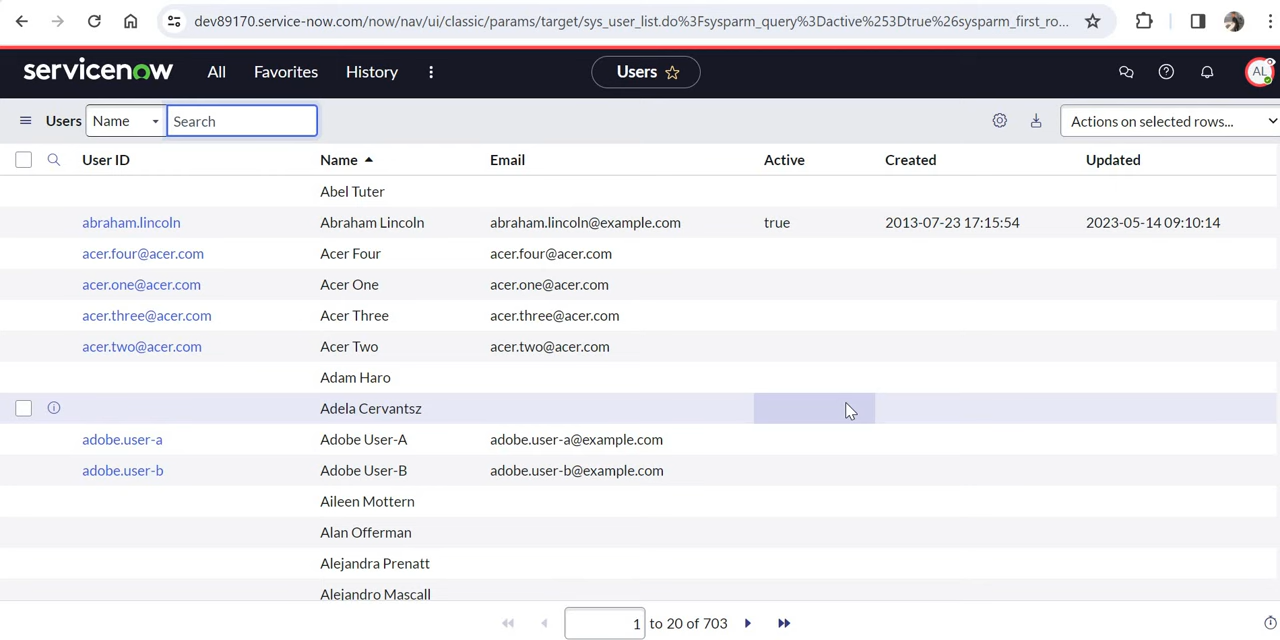 dev89170.service-now.com/now/nav/ui/classic/params/target/sys_user_list.do%3Fsysparm_query%3Dactive%253Dtrue%26sysparm_first_ro...
servicenow All Favorites History Users AL
Users Name Search Actions on selected rows...
User ID Name Email Active Created Updated
Abel Tuter
abraham.lincoln Abraham Lincoln abraham.lincoln@example.com true 2013-07-23 17:15:54 2023-05-14 09:10:14
acer.four@acer.com Acer Four acer.four@acer.com
acer.one@acer.com Acer One acer.one@acer.com
acer.three@acer.com Acer Three acer.three@acer.com
acer.two@acer.com Acer Two acer.two@acer.com
Adam Haro
Adela Cervantsz
adobe.user-a Adobe User-A adobe.user-a@example.com
adobe.user-b Adobe User-B adobe.user-b@example.com
Aileen Mottern
Alan Offerman
Alejandra Prenatt
Alejandro Mascall
1 to 20 of 703